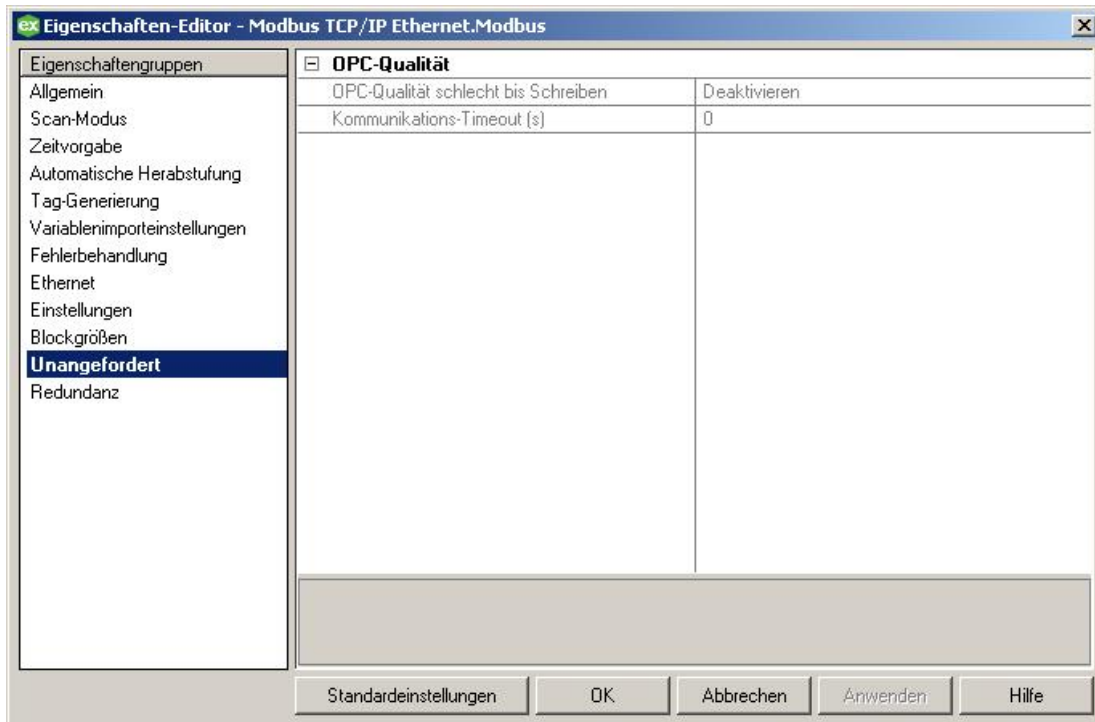 ex Eigenschaften-Editor - Modbus TCP/IP Ethernet.Modbus
Eigenschaftengruppen
Allgemein
Scan-Modus
Zeitvorgabe
Automatische Herabstufung
Tag-Generierung
Variablenimporteinstellungen
Fehlerbehandlung
Ethernet
Einstellungen
Blockgrößen
Unangefordert
Redundanz
OPC-Qualität
OPC-Qualität schlecht bis Schreiben Deaktivieren
Kommunikations-Timeout (s) 0
Standardeinstellungen OK Abbrechen Anwenden Hilfe